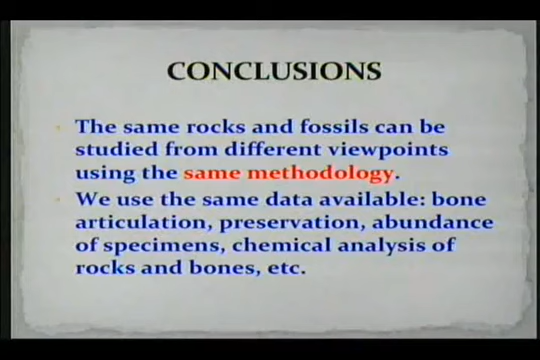 CONCLUSIONS
The same rocks and fossils can be
studied from different viewpoints
using the same methodology.
We use the same data available: bone
articulation, preservation, abundance
of specimens, chemical analysis of
rocks and bones, etc.